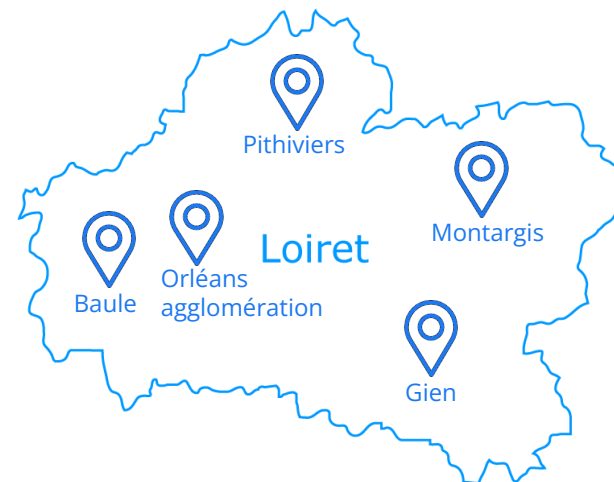 Pithiviers
Montargis
Loiret
Orléans
agglomération
Baule
Gien